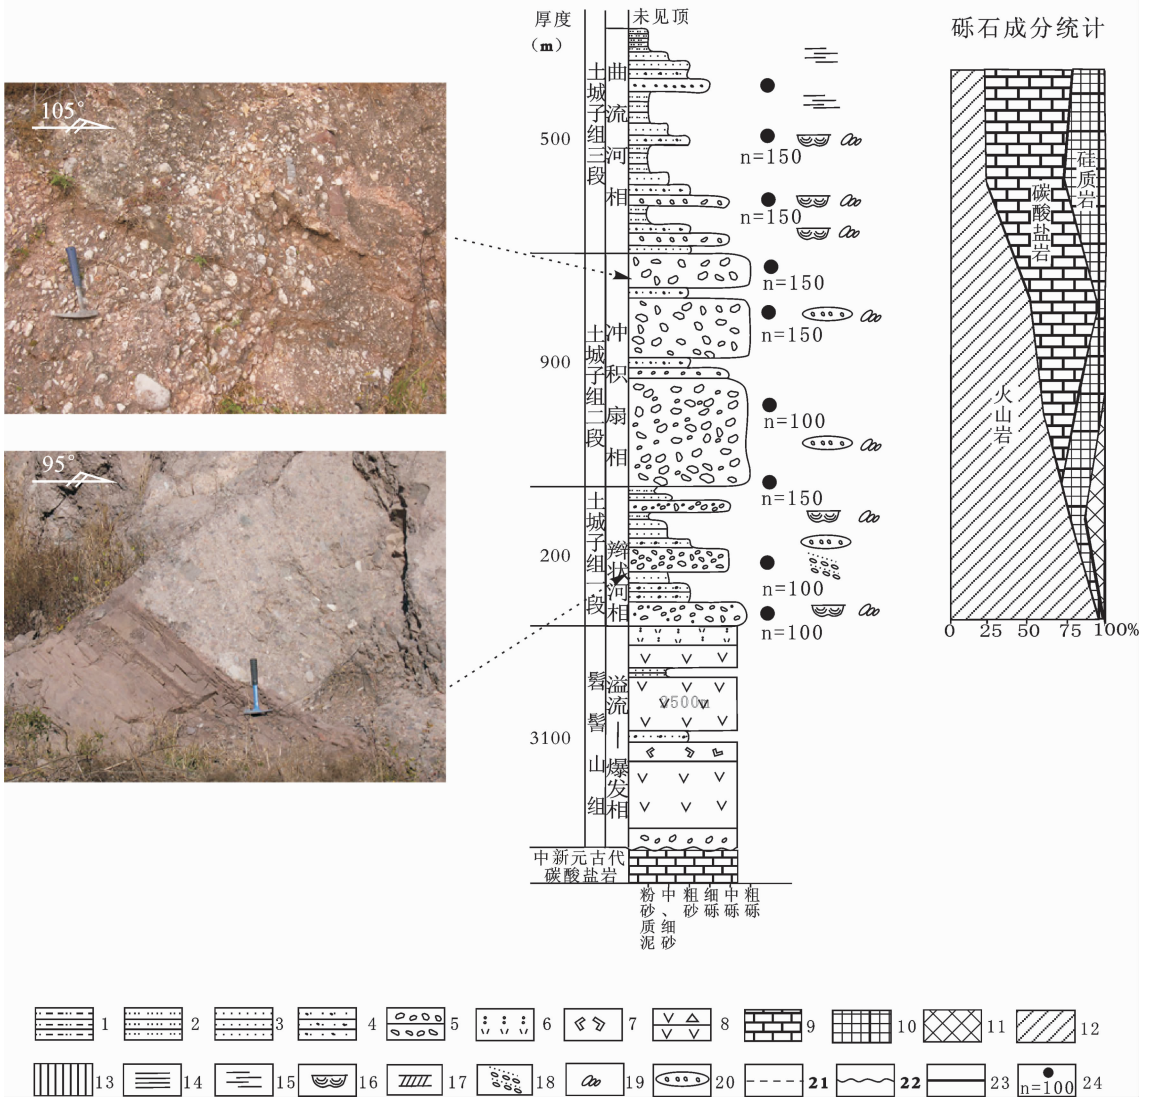 厚度
(m)
未见顶
砾石成分统计
105°
95°
500
900
200
3100
土城子组三段
土城子组二段
土城子组一段
髫髻山组
曲流河相
冲积扇相
辫状河相
溢流—爆发相
中新元古代
碳酸盐岩
n=150
n=150
n=150
n=150
n=100
n=150
n=100
n=100
2500m
火山岩
碳酸盐岩
硅质岩
0 25 50 75 100%
粉砂质泥
中、细砂
粗砂
细砾
中砾
粗砾
1 2 3 4 5 6 7 8 9 10 11 12
13 14 15 16 17 18 19 20 21 22 23 n=100 24